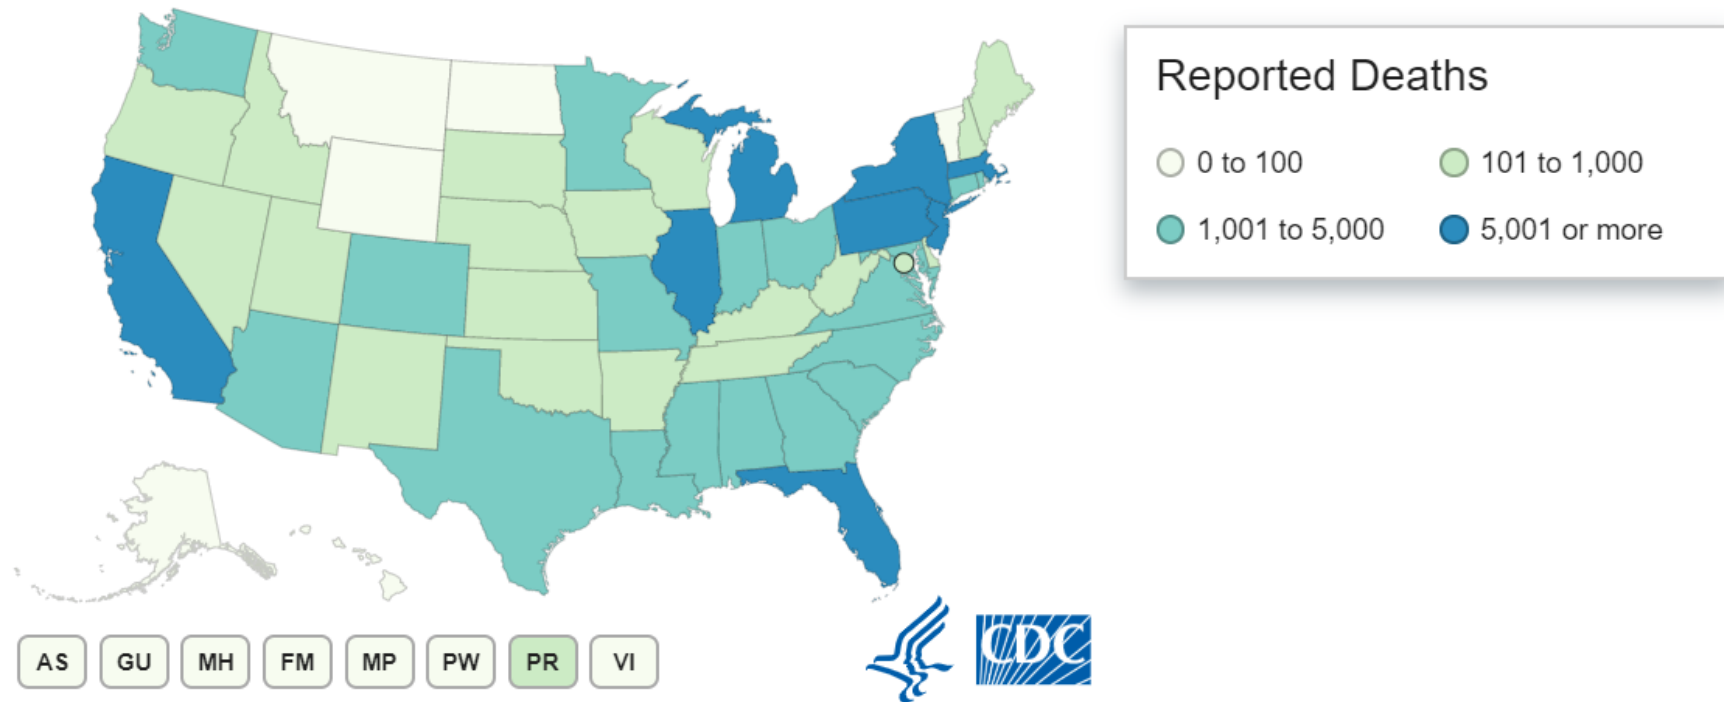 Reported Deaths
0 to 100
101 to 1,000
1,001 to 5,000
5,001 or more
AS GU MH FM MP PW PR VI
CDC